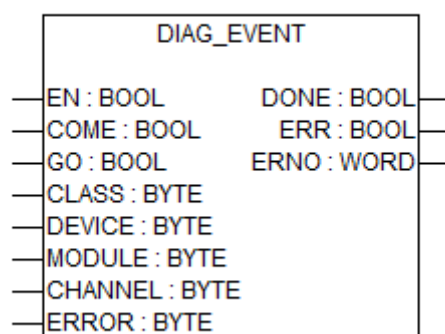 DIAG_EVENT
EN : BOOL DONE : BOOL
COME : BOOL ERR : BOOL
GO : BOOL ERNO : WORD
CLASS : BYTE
DEVICE : BYTE
MODULE : BYTE
CHANNEL : BYTE
ERROR : BYTE